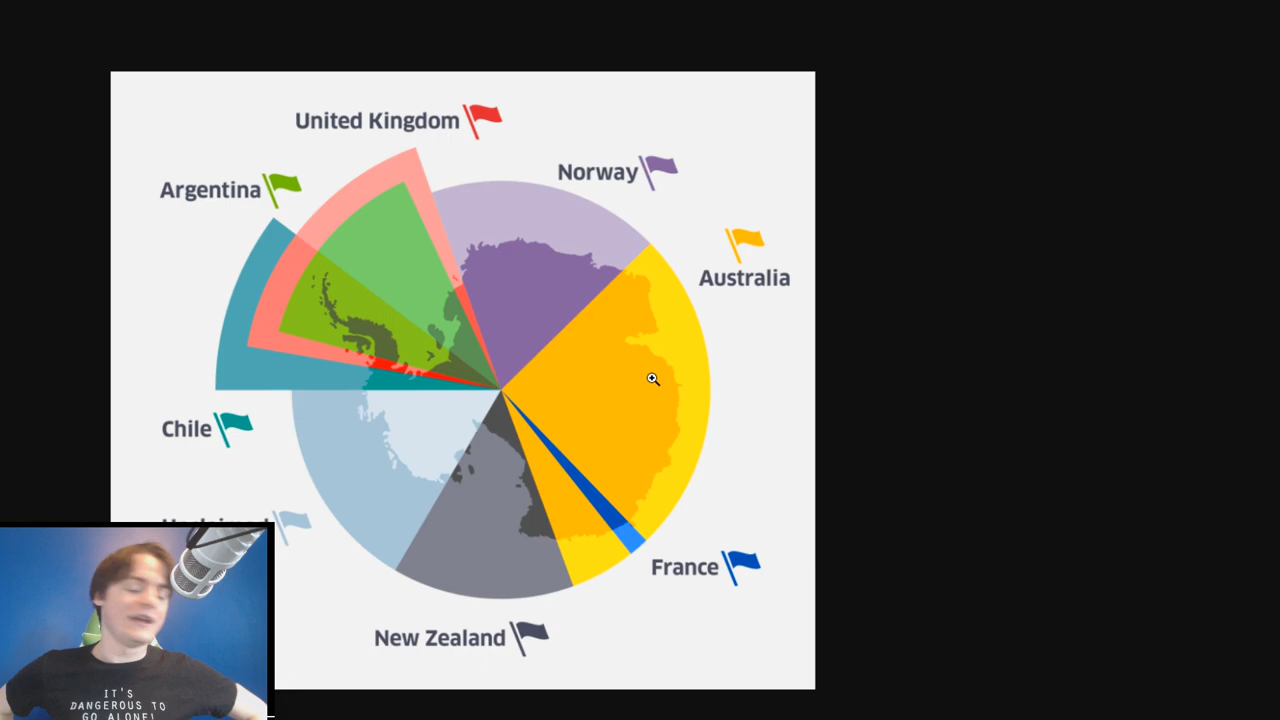 United Kingdom
Norway
Argentina
Australia
Chile
France
New Zealand
IT'S
DANGEROUS TO
GO ALONE!